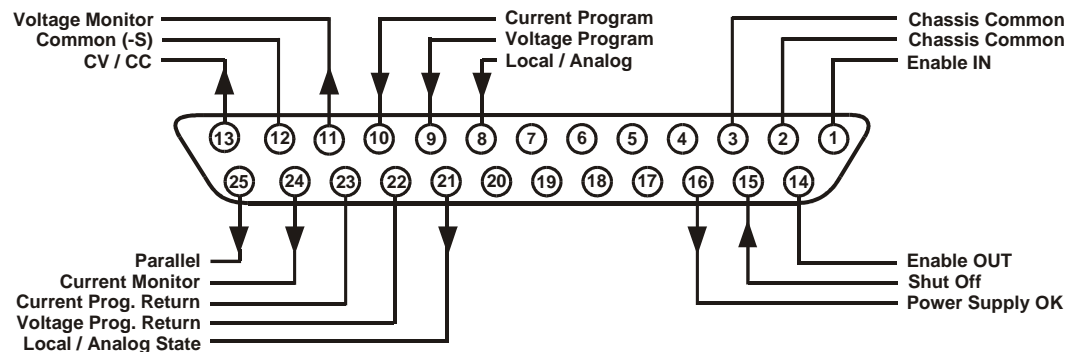 Voltage Monitor
Common (-S)
CV / CC
Current Program
Voltage Program
Local / Analog
Chassis Common
Chassis Common
Enable IN
13 12 11 10 9 8 7 6 5 4 3 2 1
25 24 23 22 21 20 19 18 17 16 15 14
Parallel
Current Monitor
Current Prog. Return
Voltage Prog. Return
Local / Analog State
Enable OUT
Shut Off
Power Supply OK